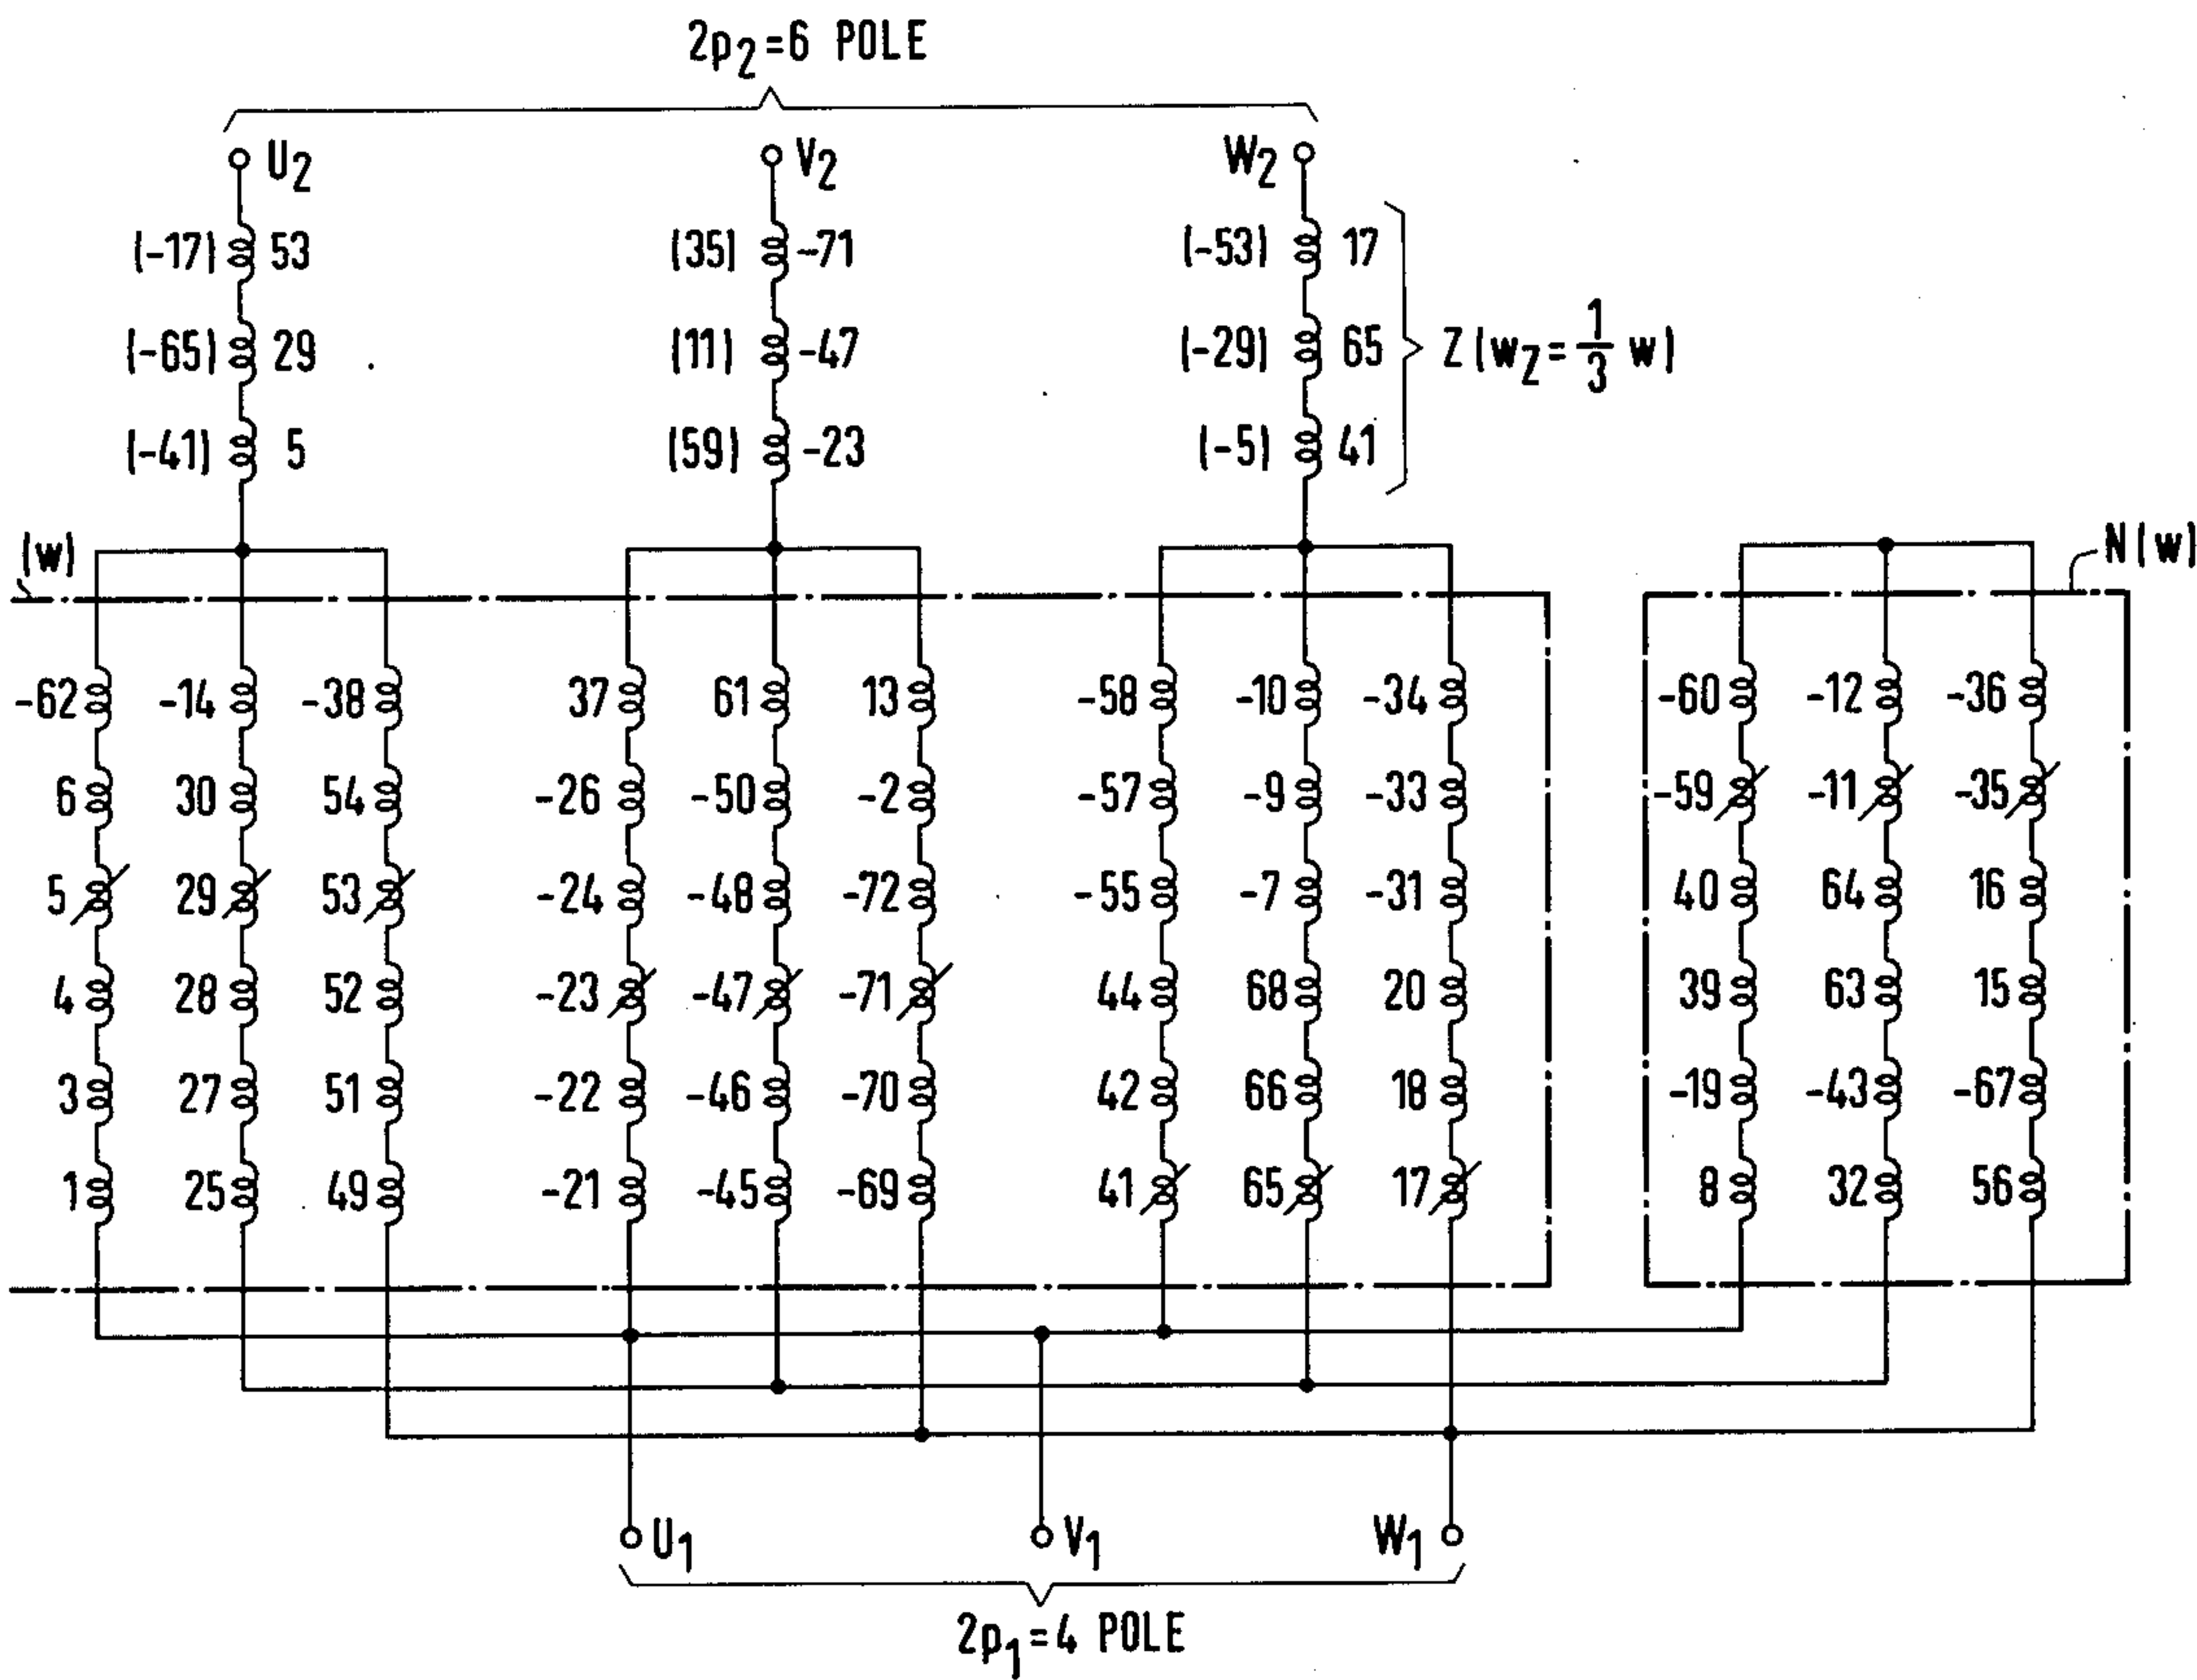 2p2=6 POLE
U2 V2 W2
(-17) 53 (35) -71 (-53) 17
(-65) 29 (11) -47 (-29) 65 Z(wZ=1/3 w)
(-41) 5 (59) -23 (-5) 41
(w) N(w)
-62 -14 -38 37 61 13 -58 -10 -34 -60 -12 -36
6 30 54 -26 -50 -2 -57 -9 -33 -59 -11 -35
5 29 53 -24 -48 -72 -55 -7 -31 40 64 16
4 28 52 -23 -47 -71 44 68 20 39 63 15
3 27 51 -22 -46 -70 42 66 18 -19 -43 -67
1 25 49 -21 -45 -69 41 65 17 8 32 56
U1 V1 W1
2p1=4 POLE